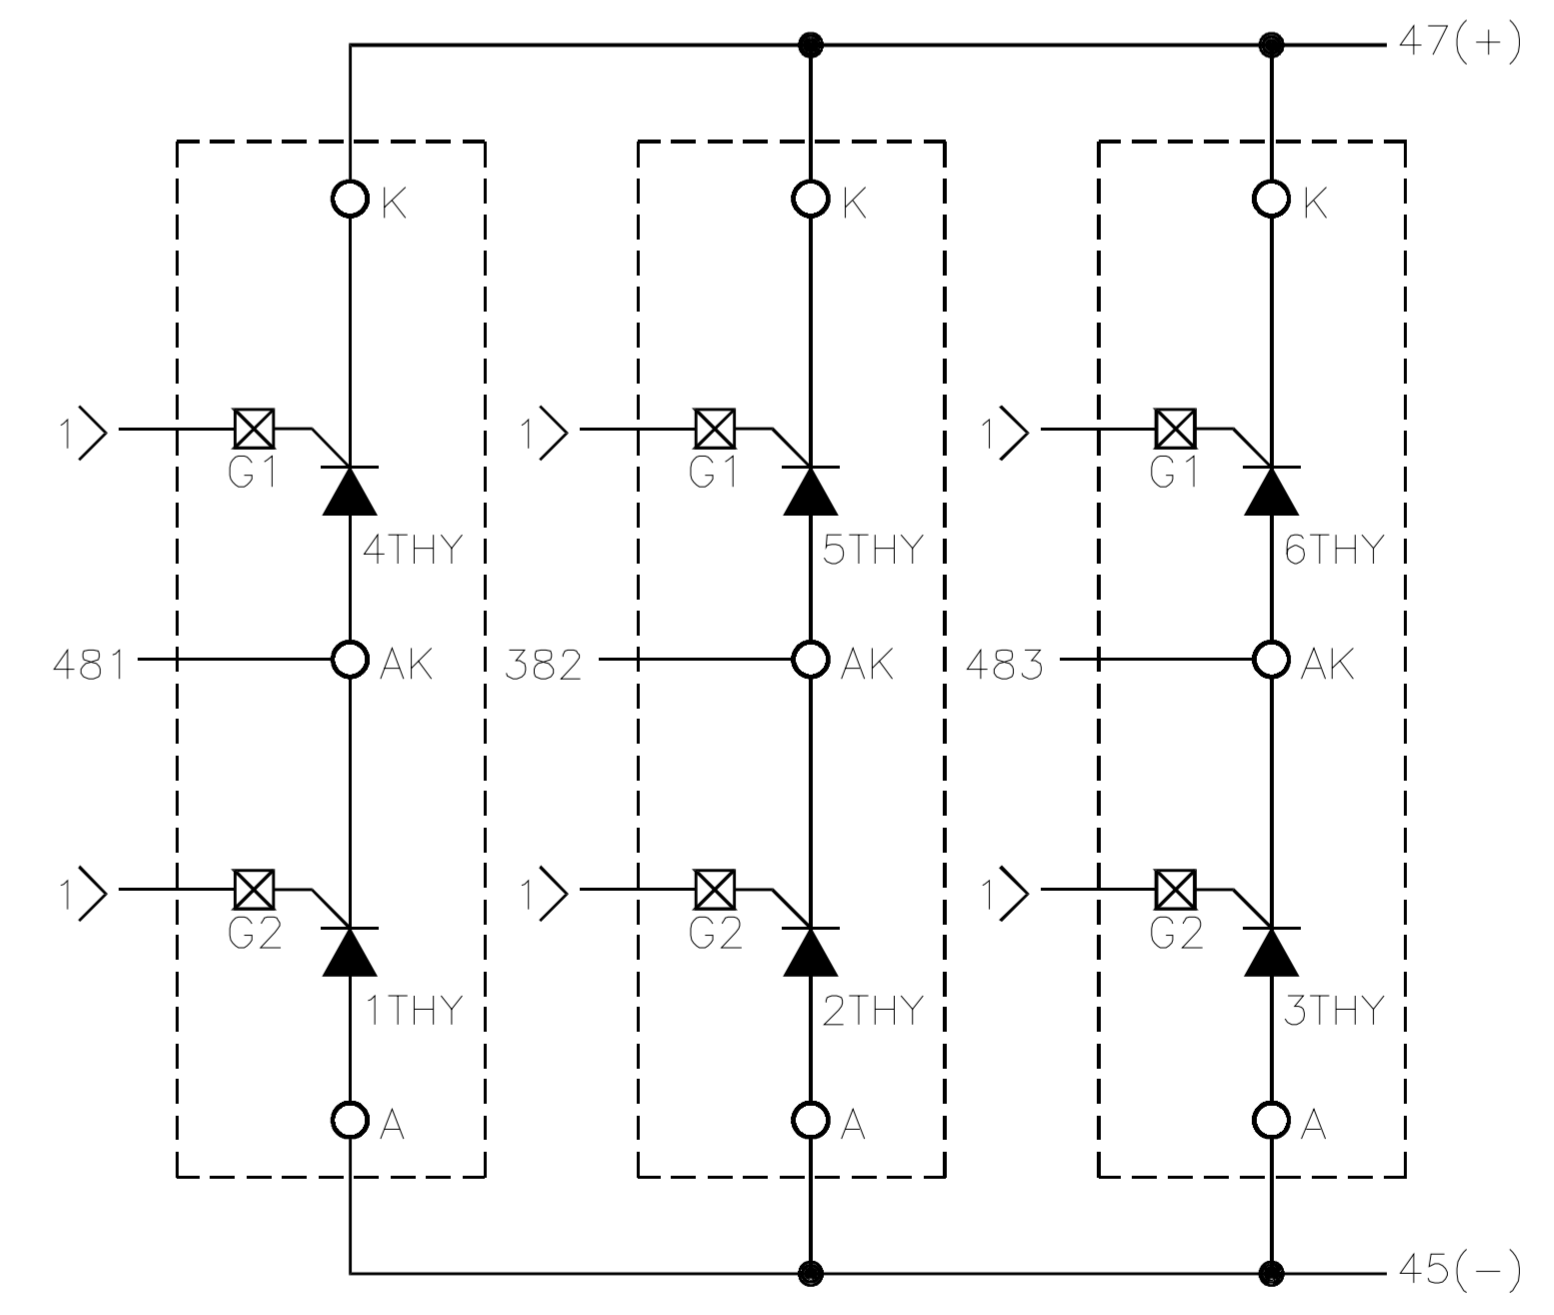 47(+)
K K K
1 1 1
G1 G1 G1
4THY 5THY 6THY
481 AK 382 AK 483 AK
1 1 1
G2 G2 G2
1THY 2THY 3THY
A A A
45(-)